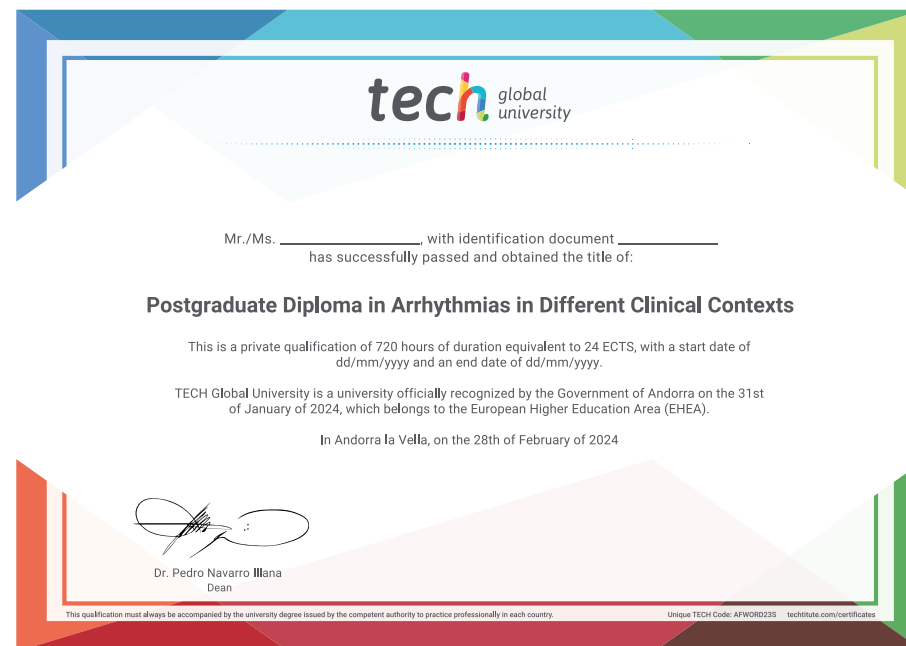 tech global
university
Mr./Ms. ____________, with identification document ____________
has successfully passed and obtained the title of:
Postgraduate Diploma in Arrhythmias in Different Clinical Contexts
This is a private qualification of 720 hours of duration equivalent to 24 ECTS, with a start date of
dd/mm/yyyy and an end date of dd/mm/yyyy.
TECH Global University is a university officially recognized by the Government of Andorra on the 31st
of January of 2024, which belongs to the European Higher Education Area (EHEA).
In Andorra la Vella, on the 28th of February of 2024
Dr. Pedro Navarro Illana
Dean
This qualification must always be accompanied by the university degree issued by the competent authority to practice professionally in each country.
Unique TECH Code: AFWORD23S techtitute.com/certificates